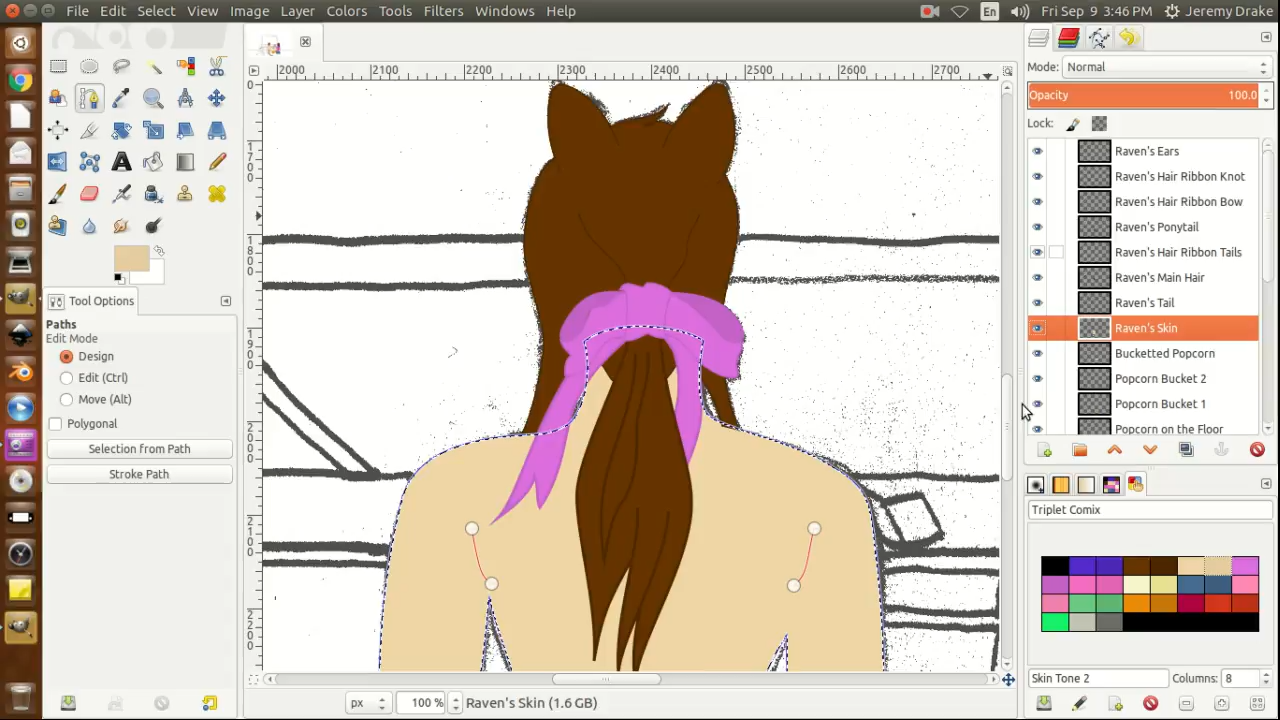 File Edit Select View Image Layer Colors Tools Filters Windows Help
En Fri Sep 9 3:46 PM Jeremy Drake
2000 2100 2200 2300 2400 2500 2600 2700
Mode: Normal
Opacity 100.0
Lock:
Raven's Ears
Raven's Hair Ribbon Knot
Raven's Hair Ribbon Bow
Raven's Ponytail
Raven's Hair Ribbon Tails
Raven's Main Hair
Raven's Tail
Raven's Skin
Bucketted Popcorn
Popcorn Bucket 2
Popcorn Bucket 1
Popcorn on the Floor
Tool Options
Paths
Edit Mode
Design
Edit (Ctrl)
Move (Alt)
Polygonal
Selection from Path
Stroke Path
Triplet Comix
Skin Tone 2 Columns: 8
px 100 % Raven's Skin (1.6 GB)